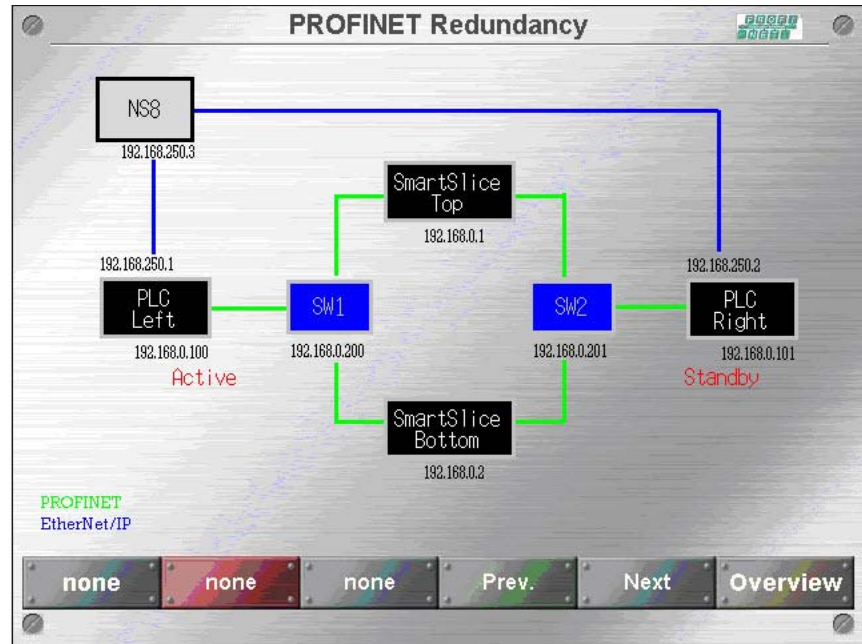 PROFINET Redundancy
PROFI
NET
NS8
192.168.250.3
SmartSlice
Top
192.168.0.1
192.168.250.1
192.168.250.2
PLC
Left
SW1
SW2
PLC
Right
192.168.0.100
192.168.0.200
192.168.0.201
192.168.0.101
Active
Standby
SmartSlice
Bottom
192.168.0.2
PROFINET
EtherNet/IP
none
none
none
Prev.
Next
Overview